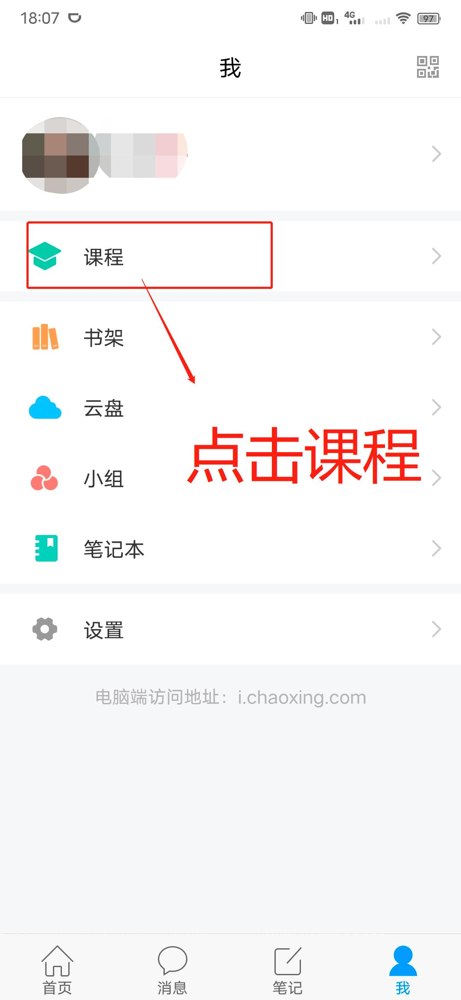 18:07
HD 1 4G 97
我
课程
书架
云盘
点击课程
小组
笔记本
设置
电脑端访问地址：i.chaoxing.com
首页 消息 笔记 我